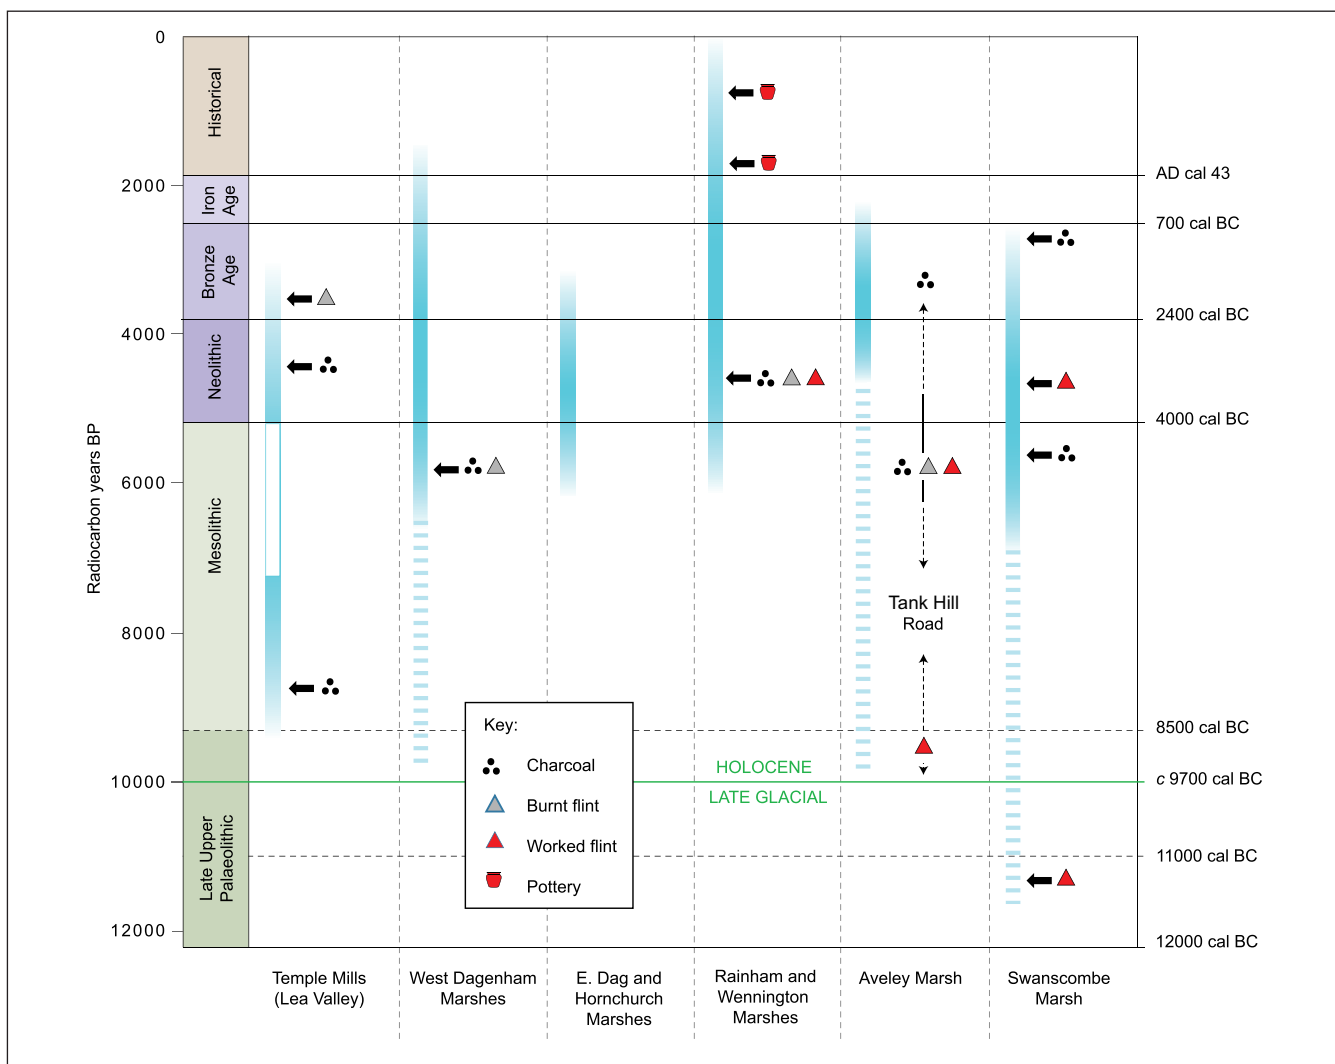 0
2000
4000
6000
8000
10000
12000
Radiocarbon years BP
Historical
Iron
Age
Bronze
Age
Neolithic
Mesolithic
Late Upper
Palaeolithic
AD cal 43
700 cal BC
2400 cal BC
4000 cal BC
8500 cal BC
c 9700 cal BC
11000 cal BC
12000 cal BC
Tank Hill
Road
HOLOCENE
LATE GLACIAL
Key:
Charcoal
Burnt flint
Worked flint
Pottery
Temple Mills
(Lea Valley)
West Dagenham
Marshes
E. Dag and
Hornchurch
Marshes
Rainham and
Wennington
Marshes
Aveley Marsh
Swanscombe
Marsh